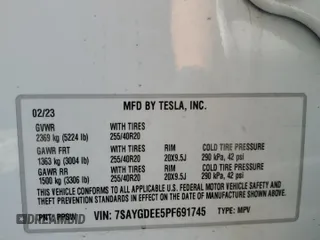 MFD BY TESLA, INC.
02/23
GVWR WITH TIRES
2369 kg (5224 lb) 255/40R20
GAWR FRT WITH TIRES RIM COLD TIRE PRESSURE
1363 kg (3004 lb) 255/40R20 20X9.5J 290 kPa, 42 psi
GAWR RR WITH TIRES RIM COLD TIRE PRESSURE
1500 kg (3306 lb) 255/40R20 20X9.5J 290 kPa, 42 psi
THIS VEHICLE CONFORMS TO ALL APPLICABLE U.S. FEDERAL MOTOR VEHICLE SAFETY
AND THEFT PREVENTION STANDARDS IN EFFECT ON THE DATE OF MANUFACTURE SHOWN ABOVE.
PNT: PPSW VIN: 7SAYGDEE5PF691745 TYPE: MPV